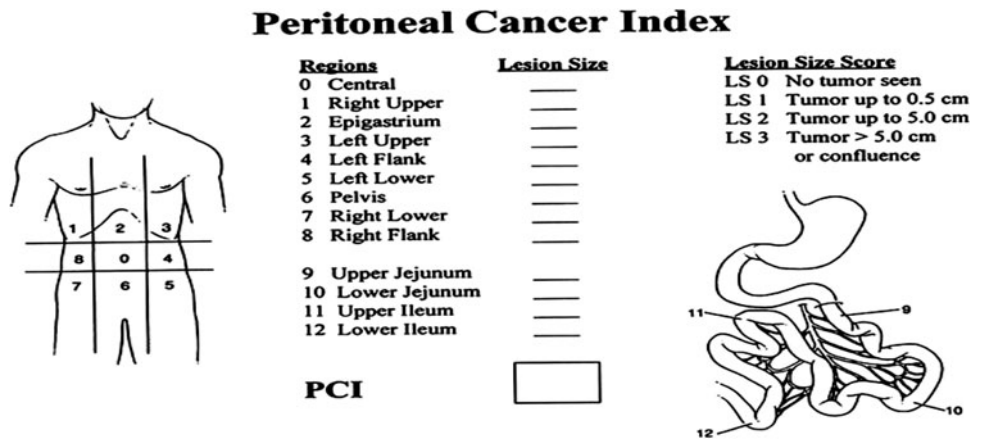 Peritoneal Cancer Index
Regions
0 Central
1 Right Upper
2 Epigastrium
3 Left Upper
4 Left Flank
5 Left Lower
6 Pelvis
7 Right Lower
8 Right Flank
9 Upper Jejunum
10 Lower Jejunum
11 Upper Ileum
12 Lower Ileum
PCI
Lesion Size
Lesion Size Score
LS 0 No tumor seen
LS 1 Tumor up to 0.5 cm
LS 2 Tumor up to 5.0 cm
LS 3 Tumor > 5.0 cm
or confluence
1 2 3
8 0 4
7 6 5
11
9
10
12